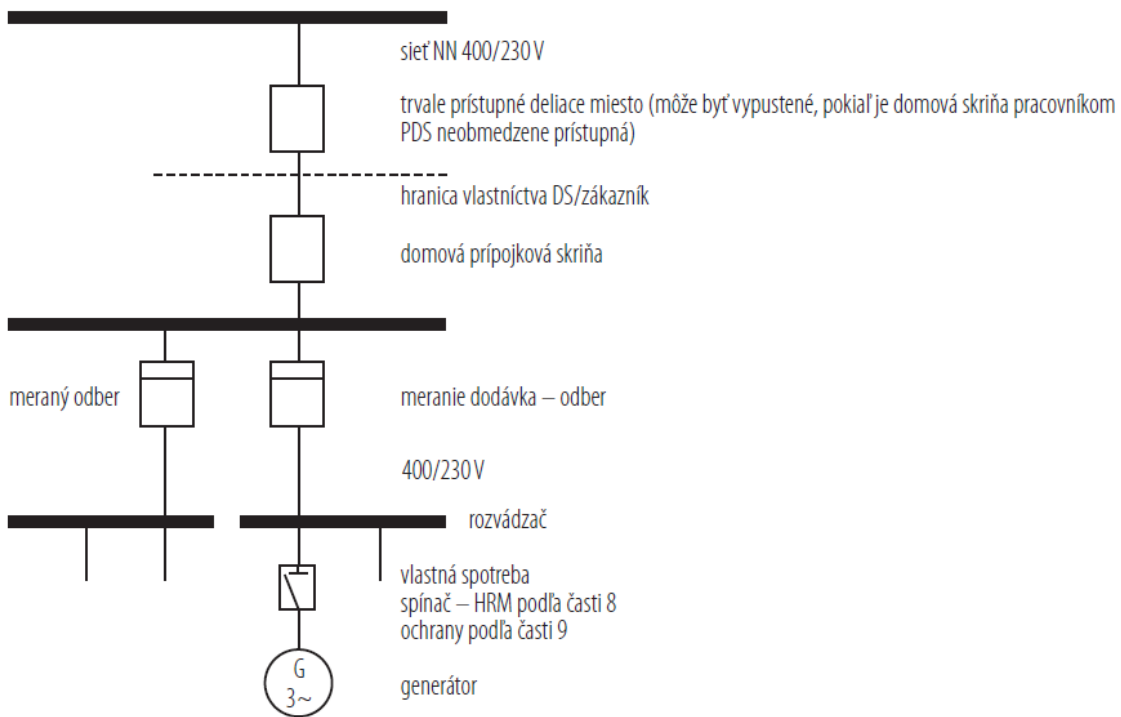 sieť NN 400/230 V
trvale prístupné deliace miesto (môže byť vypustené, pokiaľ je domová skriňa pracovníkom
PDS neobmedzene prístupná)
hranica vlastníctva DS/zákazník
domová prípojková skriňa
meraný odber
meranie dodávka – odber
400/230 V
rozvádzač
vlastná spotreba
spínač – HRM podľa časti 8
ochrany podľa časti 9
G
3~
generátor